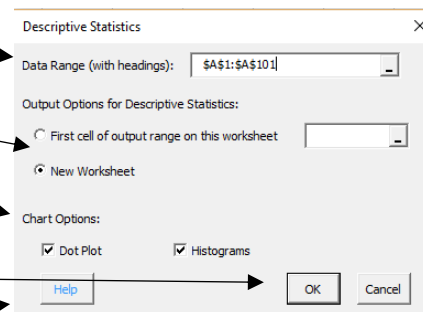 Descriptive Statistics
Data Range (with headings): $A$1:$A$101
Output Options for Descriptive Statistics:
First cell of output range on this worksheet
New Worksheet
Chart Options:
Dot Plot Histograms
Help OK Cancel